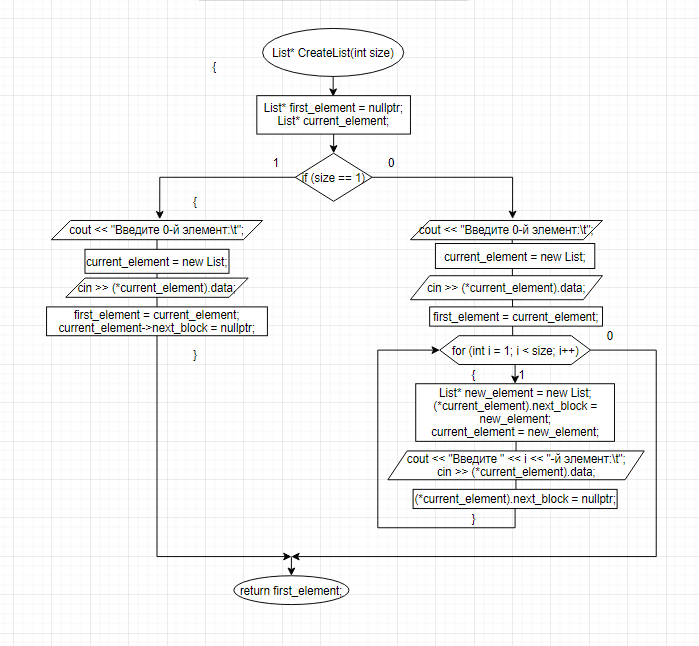 List* CreateList(int size)
{
List* first_element = nullptr;
List* current_element;
if (size == 1)
1
0
{
cout << "Введите 0-й элемент:\t";
current_element = new List;
cin >> (*current_element).data;
first_element = current_element;
current_element->next_block = nullptr;
}
cout << "Введите 0-й элемент:\t";
current_element = new List;
cin >> (*current_element).data;
first_element = current_element;
for (int i = 1; i < size; i++)
0
{
1
List* new_element = new List;
(*current_element).next_block =
new_element;
current_element = new_element;
cout << "Введите " << i << "-й элемент:\t";
cin >> (*current_element).data;
(*current_element).next_block = nullptr;
}
return first_element;